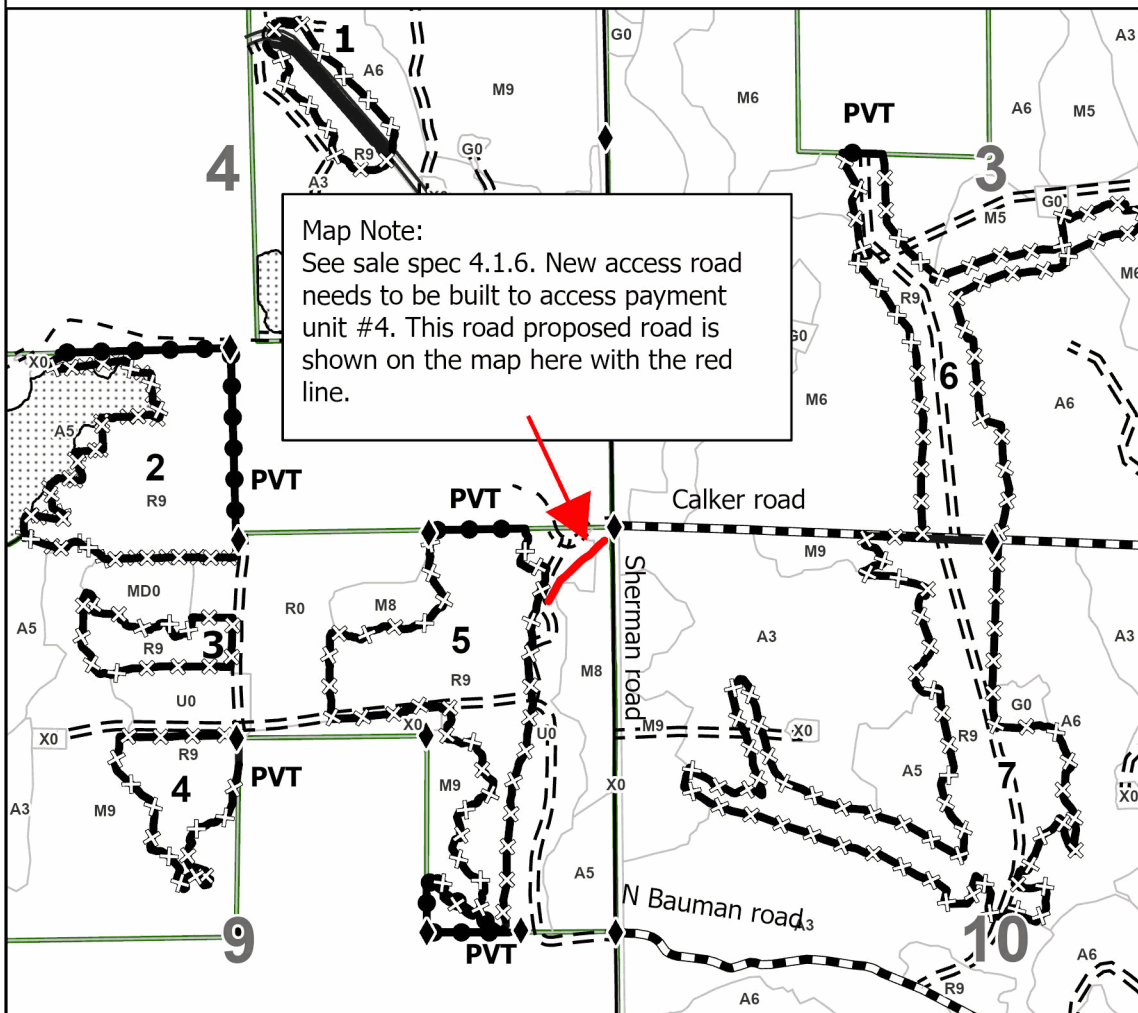 1
G0
A3
A6
M9
M6
A6
M5
PVT
R9
G0
4
A3
3
G0
M5
Map Note:
See sale spec 4.1.6. New access road
needs to be built to access payment
unit #4. This road proposed road is
shown on the map here with the red
line.
M6
R9
X0
M6
6
A6
A5
2
PVT
R9
PVT
Calker road
M9
MD0
R0
M8
Sherman road
A5
R9
3
5
A3
A3
M8
R9
U0
G0
X0
X0
U0
M9
X0
A6
R9
R9
PVT
4
A3
M9
M9
X0
A5
7
X0
A5
N Bauman road
A3
9
PVT
10
A6
R9
A6